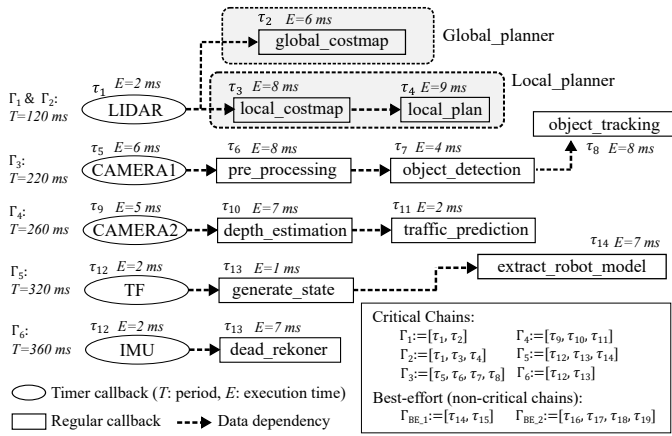 τ2 E=6 ms
global_costmap
Global_planner
τ1 E=2 ms
τ3 E=8 ms
τ4 E=9 ms
Local_planner
Γ1 & Γ2:
T=120 ms
LIDAR
local_costmap
local_plan
object_tracking
τ8 E=8 ms
τ5 E=6 ms
τ6 E=8 ms
τ7 E=4 ms
Γ3:
T=220 ms
CAMERA1
pre_processing
object_detection
τ9 E=5 ms
τ10 E=7 ms
τ11 E=2 ms
Γ4:
T=260 ms
CAMERA2
depth_estimation
traffic_prediction
τ14 E=7 ms
τ12 E=2 ms
τ13 E=1 ms
extract_robot_model
Γ5:
T=320 ms
TF
generate_state
τ12 E=2 ms
τ13 E=7 ms
Γ6:
T=360 ms
IMU
dead_rekoner
Critical Chains:
Γ1:=[τ1, τ2] Γ4:=[τ9, τ10, τ11]
Γ2:=[τ1, τ3, τ4] Γ5:=[τ12, τ13, τ14]
Γ3:=[τ5, τ6, τ7, τ8] Γ6:=[τ12, τ13]
Best-effort (non-critical chains):
ΓBE_1:=[τ14, τ15] ΓBE_2:=[τ16, τ17, τ18, τ19]
Timer callback (T: period, E: execution time)
Regular callback
Data dependency